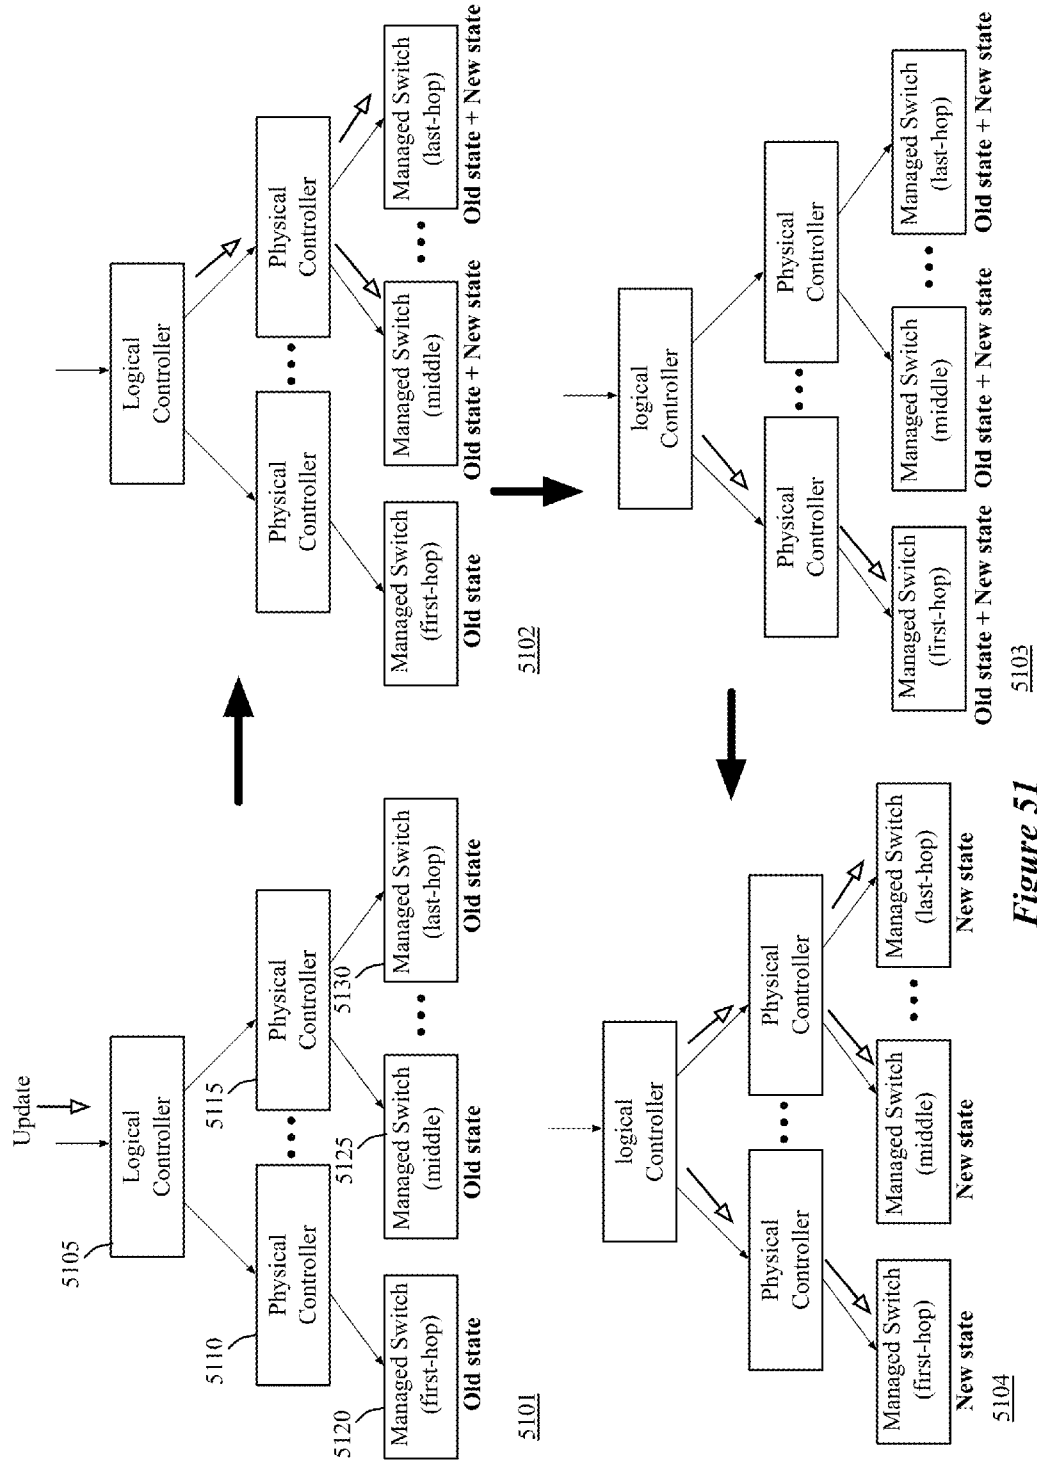 Update
5105
Logical
Controller
5110
Physical
Controller
5115
Physical
Controller
5120
Managed Switch
(first-hop)
Old state
5125
Managed Switch
(middle)
Old state
5130
Managed Switch
(last-hop)
Old state
5101
Logical
Controller
Physical
Controller
Physical
Controller
Managed Switch
(first-hop)
Old state
Managed Switch
(middle)
Old state + New state
Managed Switch
(last-hop)
Old state + New state
5102
logical
Controller
Physical
Controller
Physical
Controller
Managed Switch
(first-hop)
New state
Managed Switch
(middle)
New state
Managed Switch
(last-hop)
New state
5104
logical
Controller
Physical
Controller
Physical
Controller
Managed Switch
(first-hop)
Old state + New state
Managed Switch
(middle)
Old state + New state
Managed Switch
(last-hop)
Old state + New state
5103
Figure 51